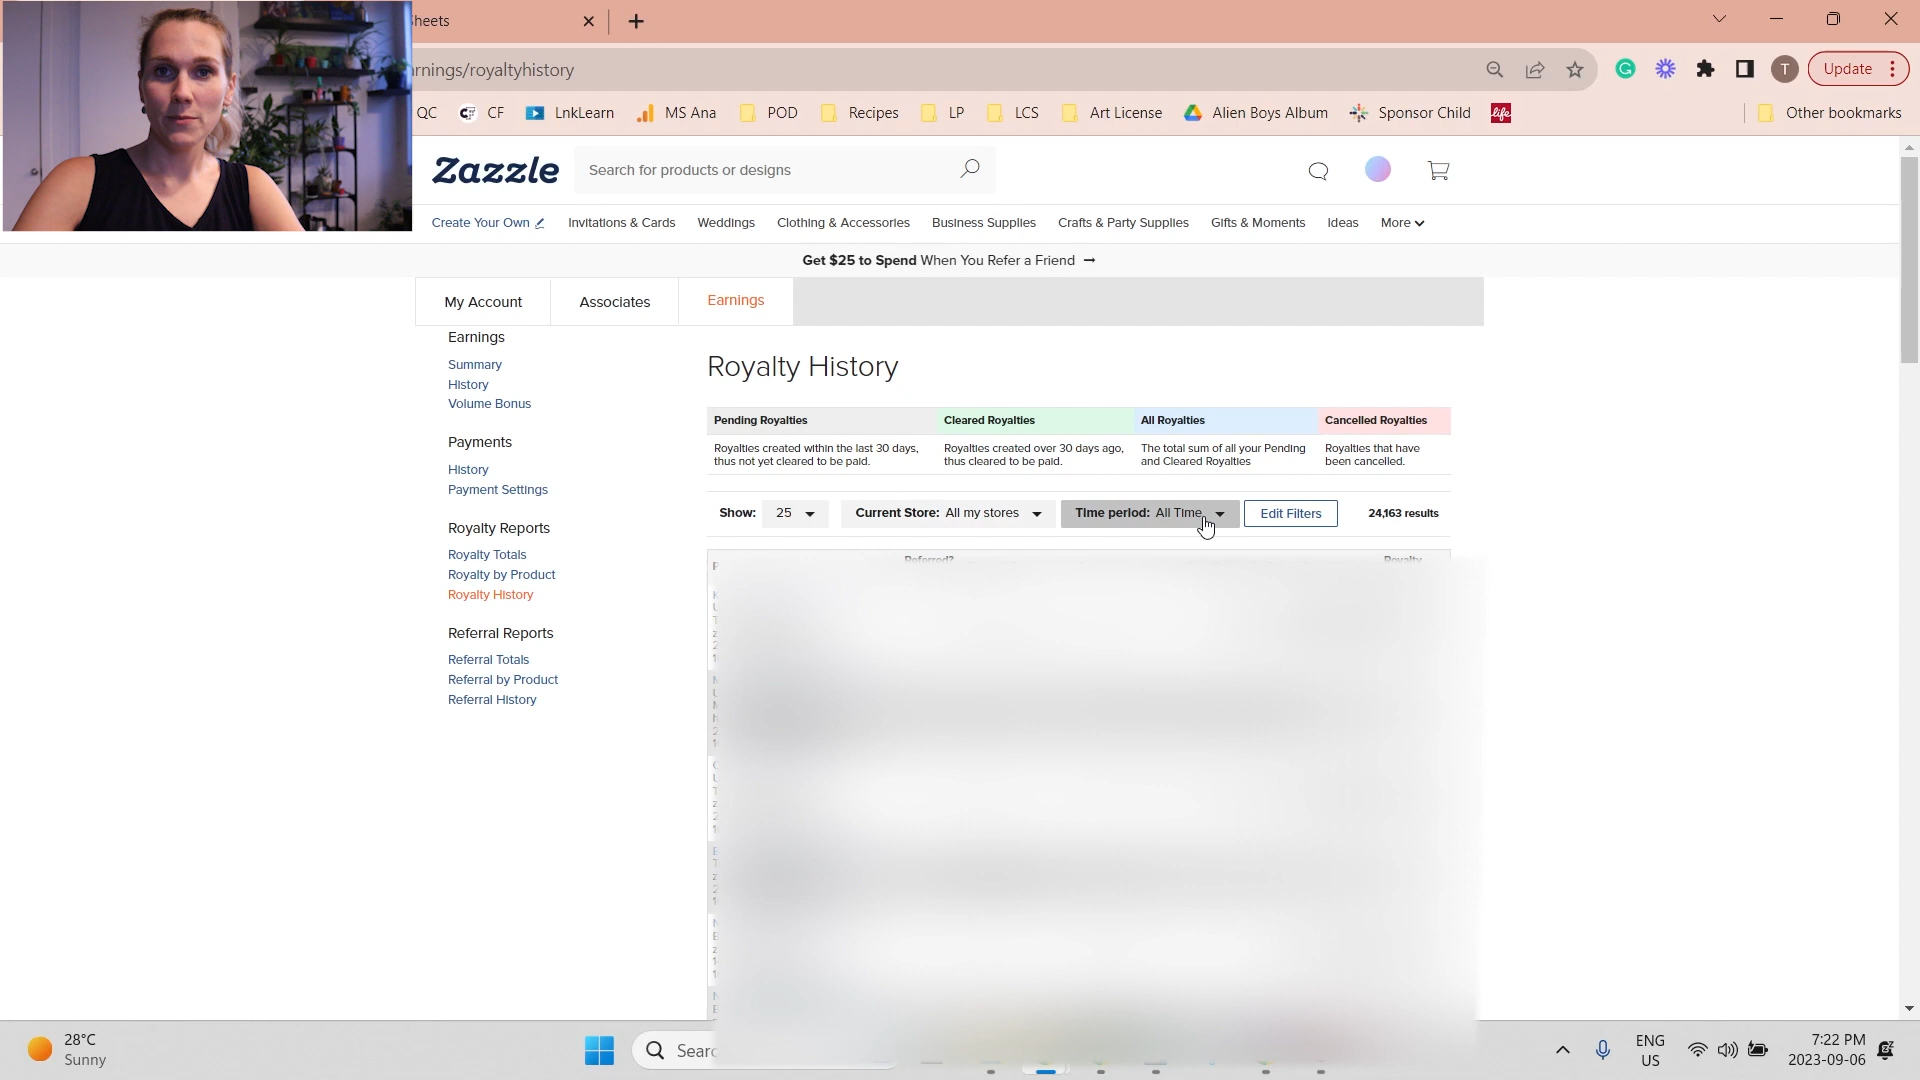 Sheets
rnings/royaltyhistory
Update
QC
CF
LnkLearn
MS Ana
POD
Recipes
LP
LCS
Art License
Alien Boys Album
Sponsor Child
life
Other bookmarks
T
Zazzle
Search for products or designs
Create Your Own
Invitations & Cards
Weddings
Clothing & Accessories
Business Supplies
Crafts & Party Supplies
Gifts & Moments
Ideas
More
Get $25 to Spend When You Refer a Friend →
My Account
Associates
Earnings
Earnings
Summary
History
Volume Bonus
Payments
History
Payment Settings
Royalty Reports
Royalty Totals
Royalty by Product
Royalty History
Referral Reports
Referral Totals
Referral by Product
Referral History
Royalty History
Pending Royalties
Royalties created within the last 30 days,
thus not yet cleared to be paid.
Cleared Royalties
Royalties created over 30 days ago,
thus cleared to be paid.
All Royalties
The total sum of all your Pending
and Cleared Royalties
Cancelled Royalties
Royalties that have
been cancelled.
Show: 25
Current Store: All my stores
Time period: All Time
Edit Filters
24,163 results
Referred?
Royalty
28°C
Sunny
Searc
ENG
US
7:22 PM
2023-09-06